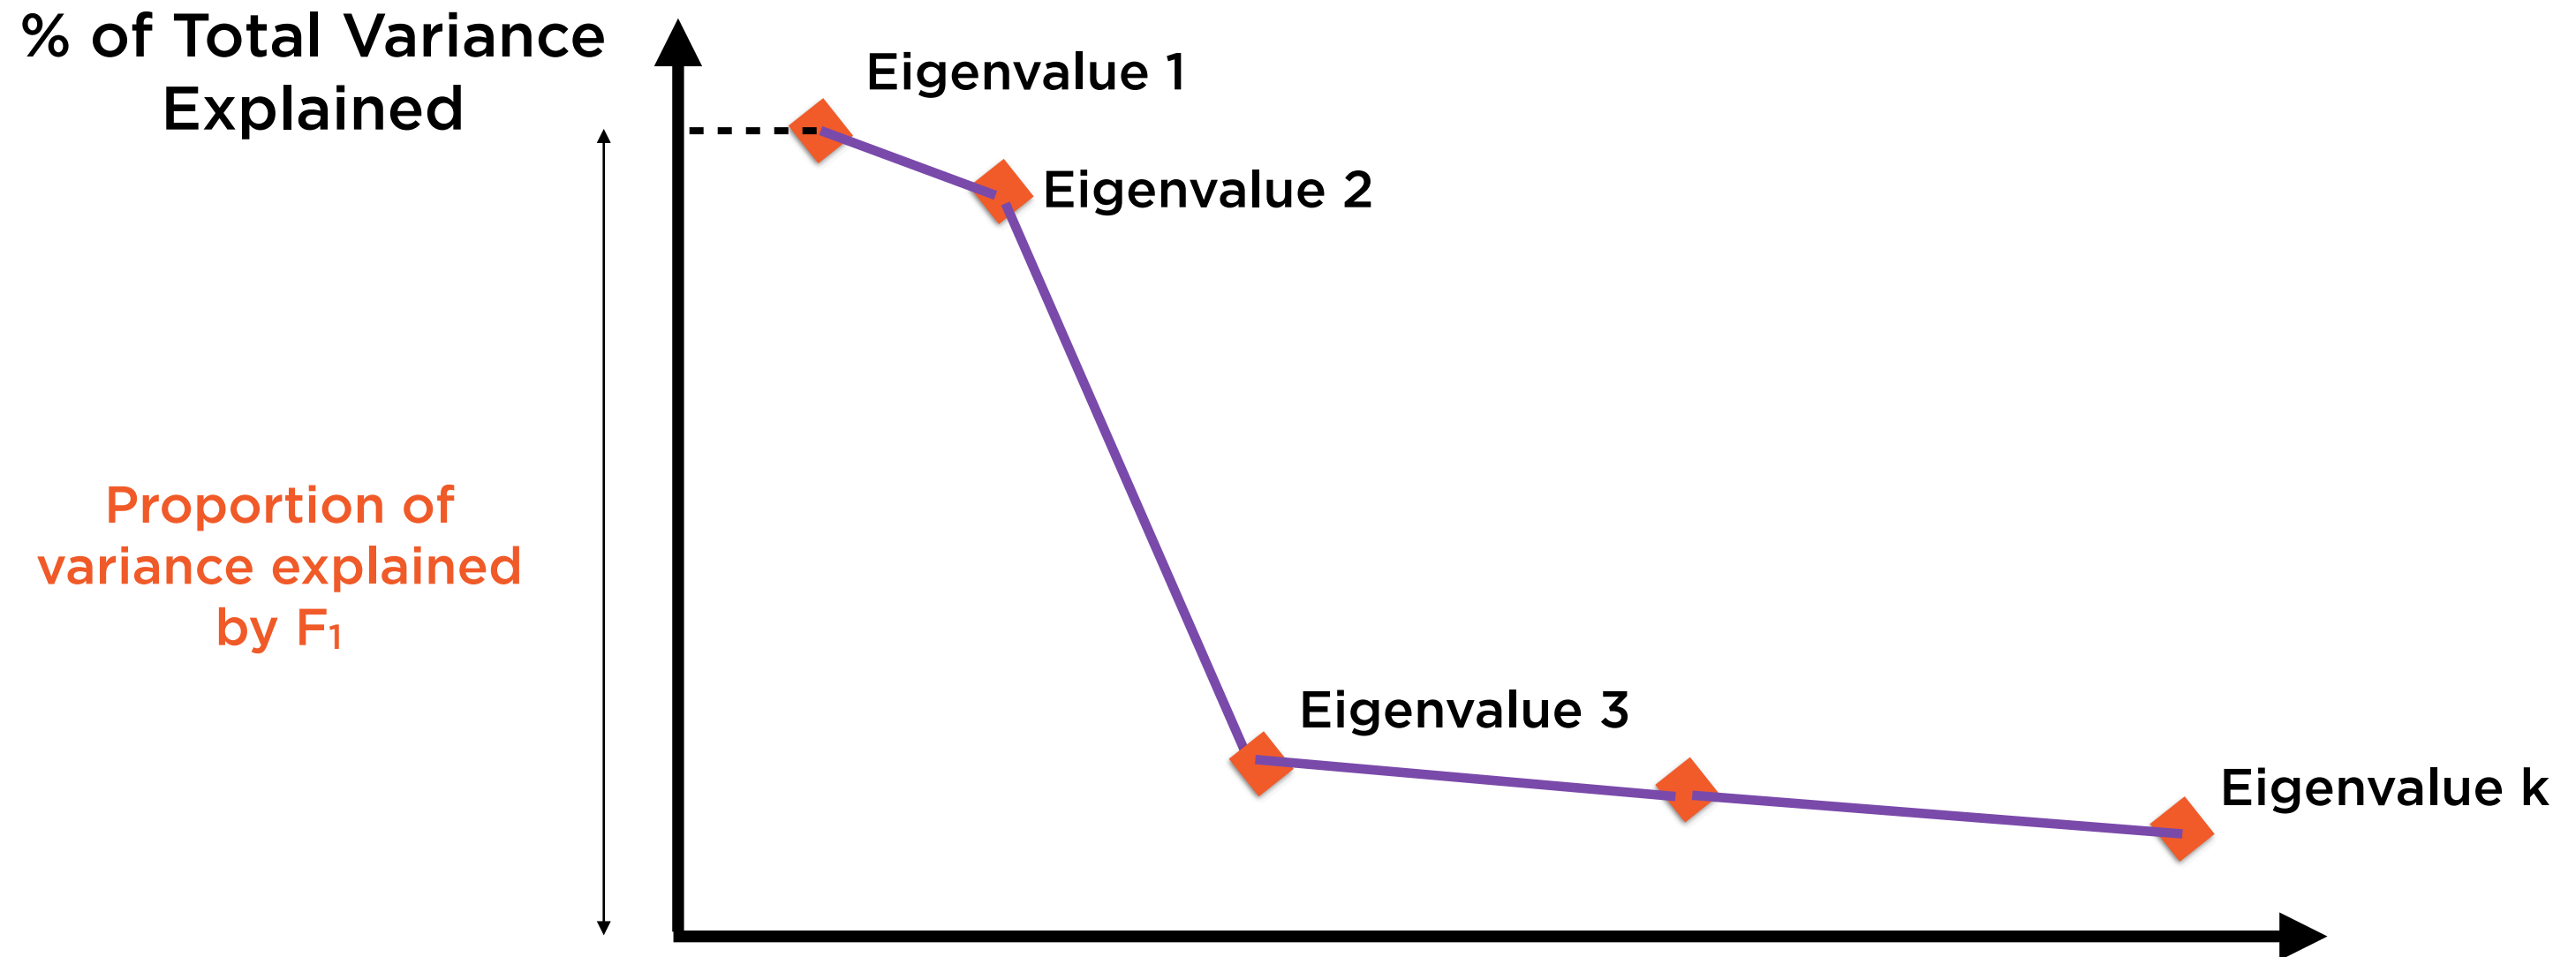 % of Total Variance
Explained
Eigenvalue 1
Eigenvalue 2
Proportion of
variance explained
by F₁
Eigenvalue 3
Eigenvalue k